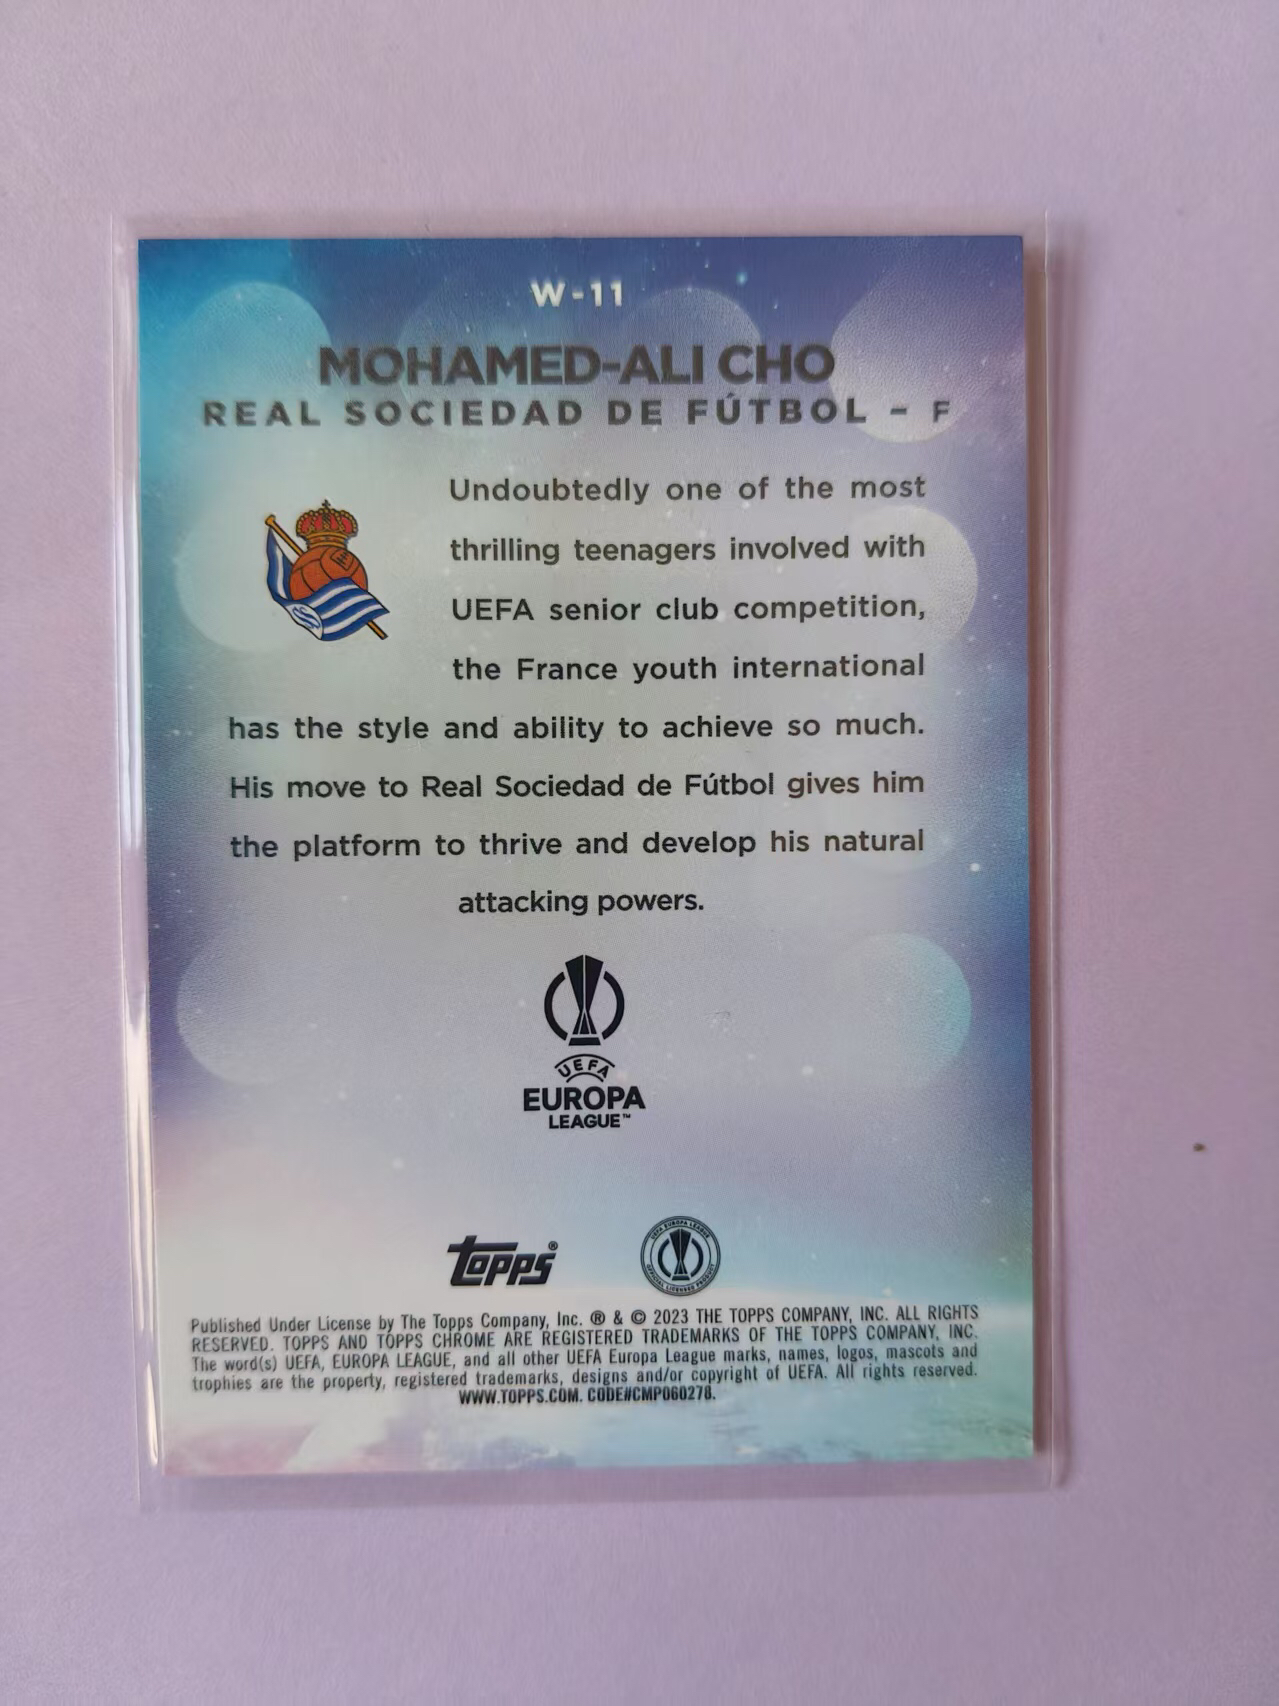 W-11
MOHAMED-ALI CHO
REAL SOCIEDAD DE FÚTBOL - F
Undoubtedly one of the most
thrilling teenagers involved with
UEFA senior club competition,
the France youth international
has the style and ability to achieve so much.
His move to Real Sociedad de Fútbol gives him
the platform to thrive and develop his natural
attacking powers.
UEFA
EUROPA
LEAGUE™
topps®
UEFA EUROPA LEAGUE
OFFICIAL LICENSED PRODUCT
Published Under License by The Topps Company, Inc. ® & © 2023 THE TOPPS COMPANY, INC. ALL RIGHTS
RESERVED. TOPPS AND TOPPS CHROME ARE REGISTERED TRADEMARKS OF THE TOPPS COMPANY, INC.
The word(s) UEFA, EUROPA LEAGUE, and all other UEFA Europa League marks, names, logos, mascots and
trophies are the property, registered trademarks, designs and/or copyright of UEFA. All rights reserved.
WWW.TOPPS.COM. CODE#CMP060278.